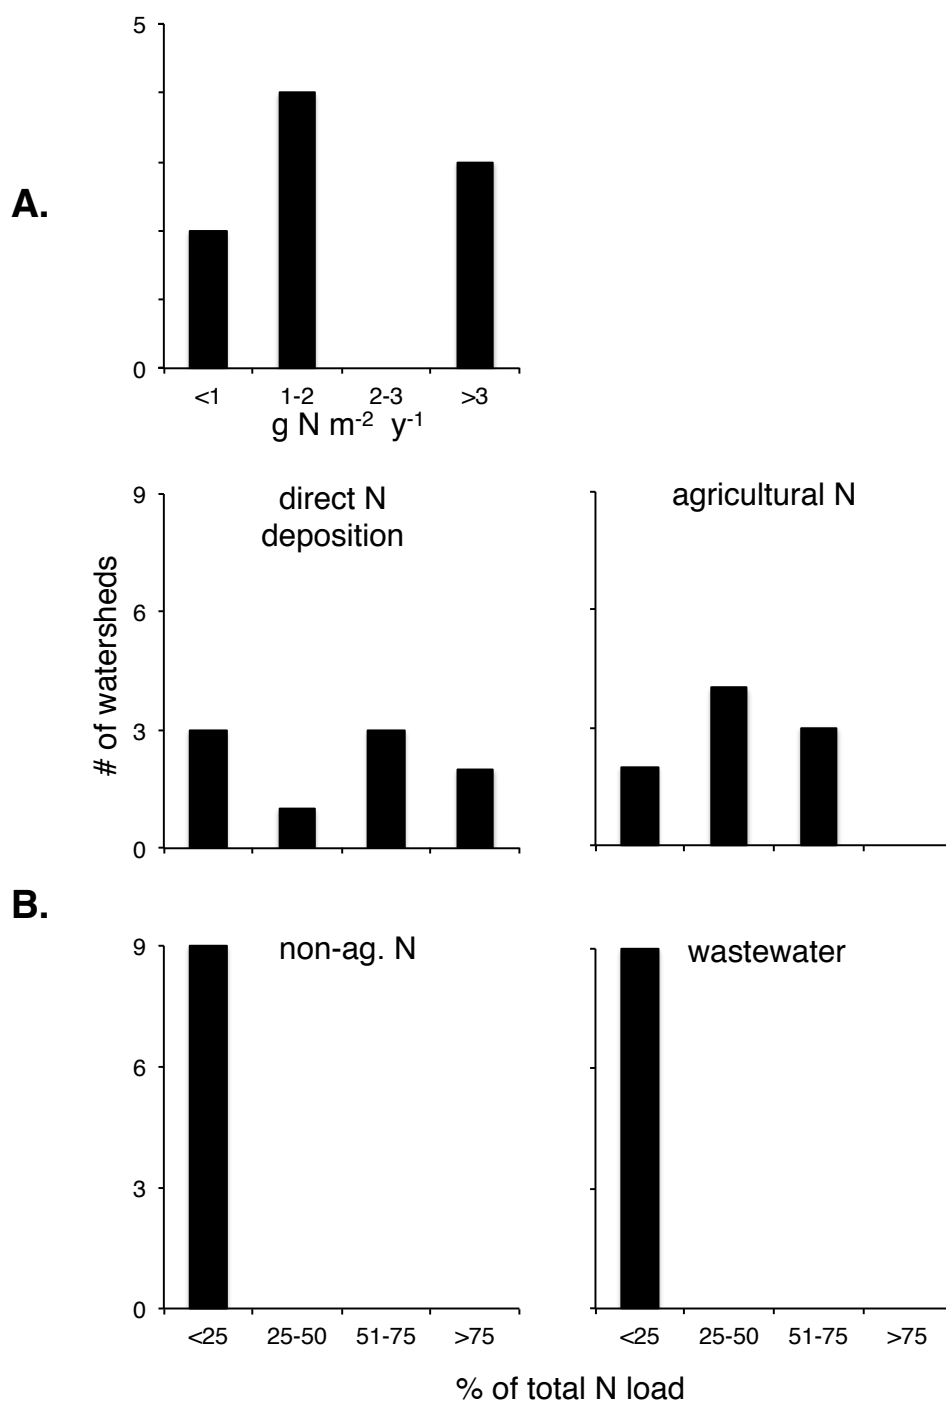 5
A.
0
<1 1-2 2-3 >3
g N m-2 y-1
9 direct N agricultural N
deposition
6
# of watersheds
3
0
B.
9 non-ag. N wastewater
6
3
0
<25 25-50 51-75 >75 <25 25-50 51-75 >75
% of total N load